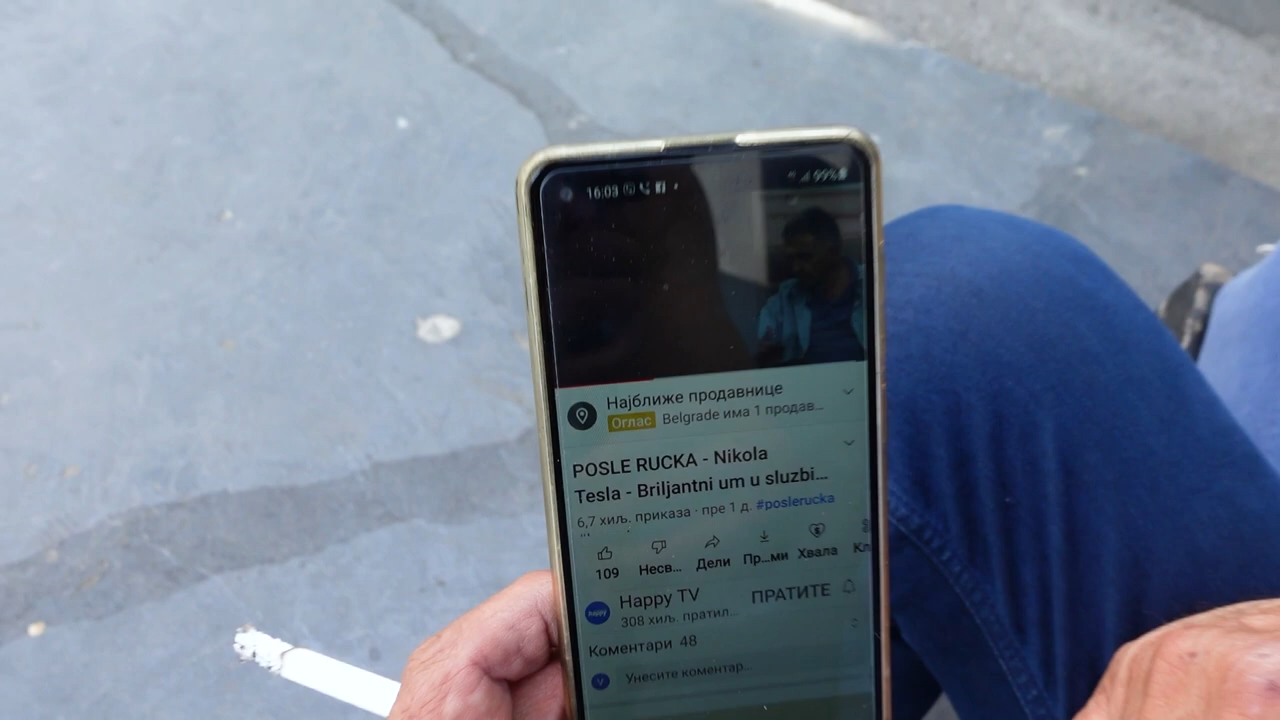 16:03
99%
Најближе продавнице
Оглас Belgrade има 1 продав...
POSLE RUCKA - Nikola
Tesla - Briljantni um u sluzbi...
6,7 хиљ. приказа · пре 1 д. #poslerucka
109 Несв... Дели Пр...ми Хвала Кл
happy
Happy TV ПРАТИТЕ
308 хиљ. пратил...
Коментари 48
Унесите коментар...